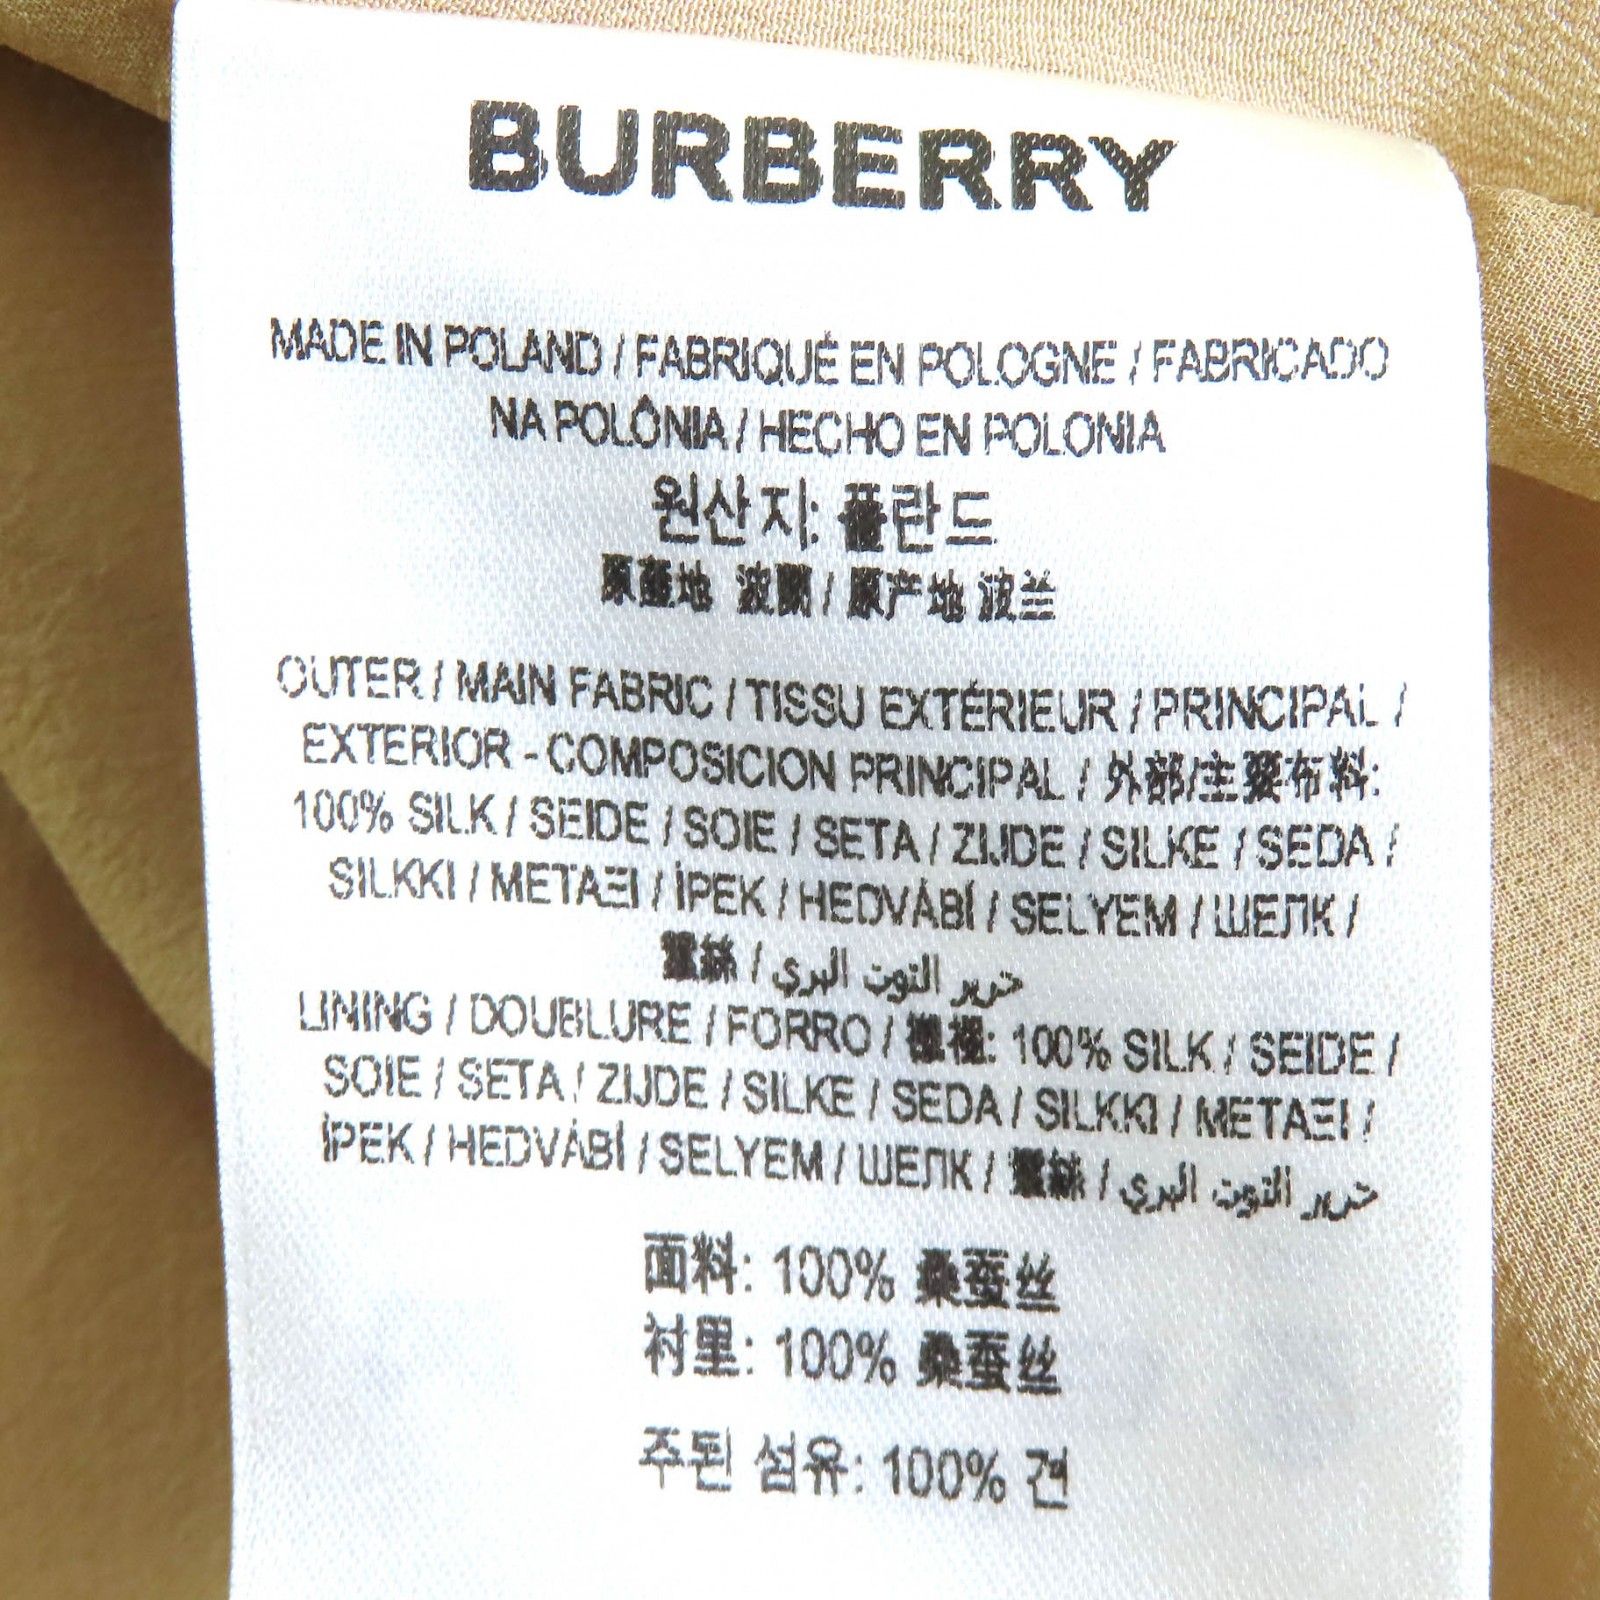 BURBERRY
MADE IN POLAND / FABRIQUÉ EN POLOGNE / FABRICADO
NA POLÔNIA / HECHO EN POLONIA
원산지: 폴란드
原產地 波蘭 / 原产地 波兰
OUTER / MAIN FABRIC / TISSU EXTÉRIEUR / PRINCIPAL /
EXTERIOR - COMPOSICION PRINCIPAL / 外部/主要布料:
100% SILK / SEIDE / SOIE / SETA / ZIJDE / SILKE / SEDA /
SILKKI / ΜΕΤΑΞΙ / İPEK / HEDVÁBÍ / SELYEM / ШЕЛК /
蠶絲 / حرير التوت البري
LINING / DOUBLURE / FORRO / 襯裡: 100% SILK / SEIDE /
SOIE / SETA / ZIJDE / SILKE / SEDA / SILKKI / ΜΕΤΑΞΙ /
İPEK / HEDVÁBÍ / SELYEM / ШЕЛК / 蠶絲 / حرير التوت البري
面料: 100% 桑蚕丝
衬里: 100% 桑蚕丝
주된 섬유: 100% 견